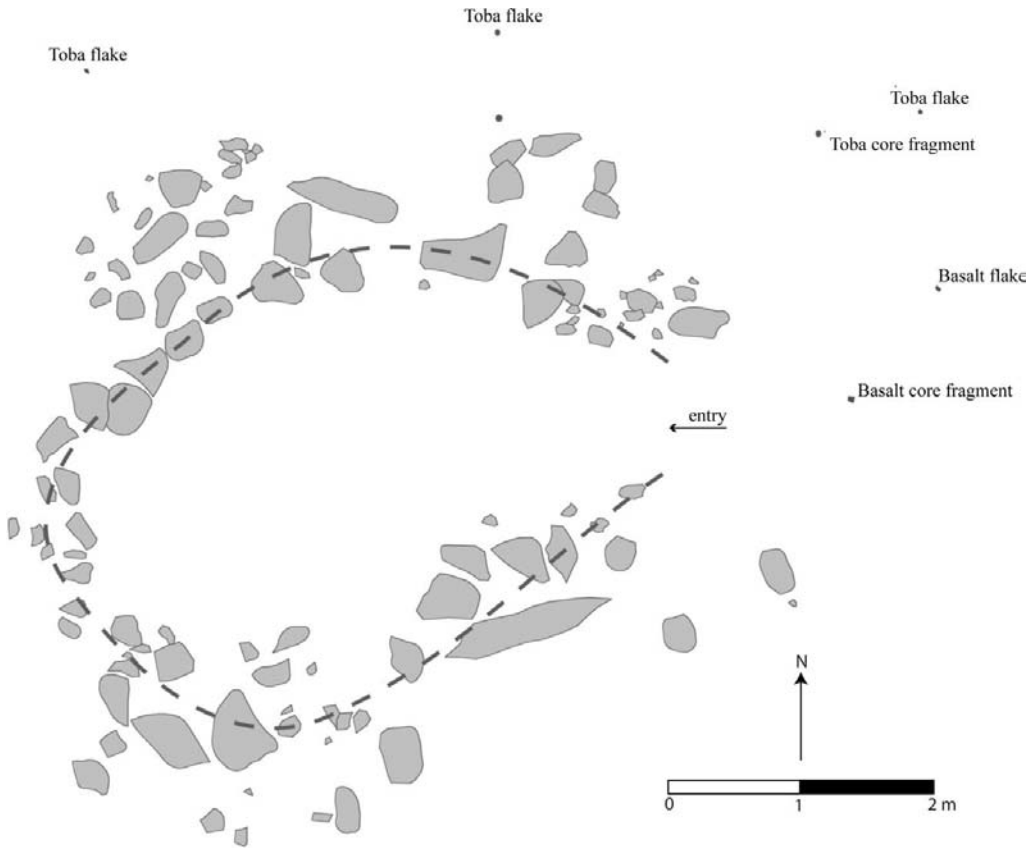 Toba flake
Toba flake
Toba flake
Toba core fragment
Basalt flake
Basalt core fragment
entry
N
0 1 2 m